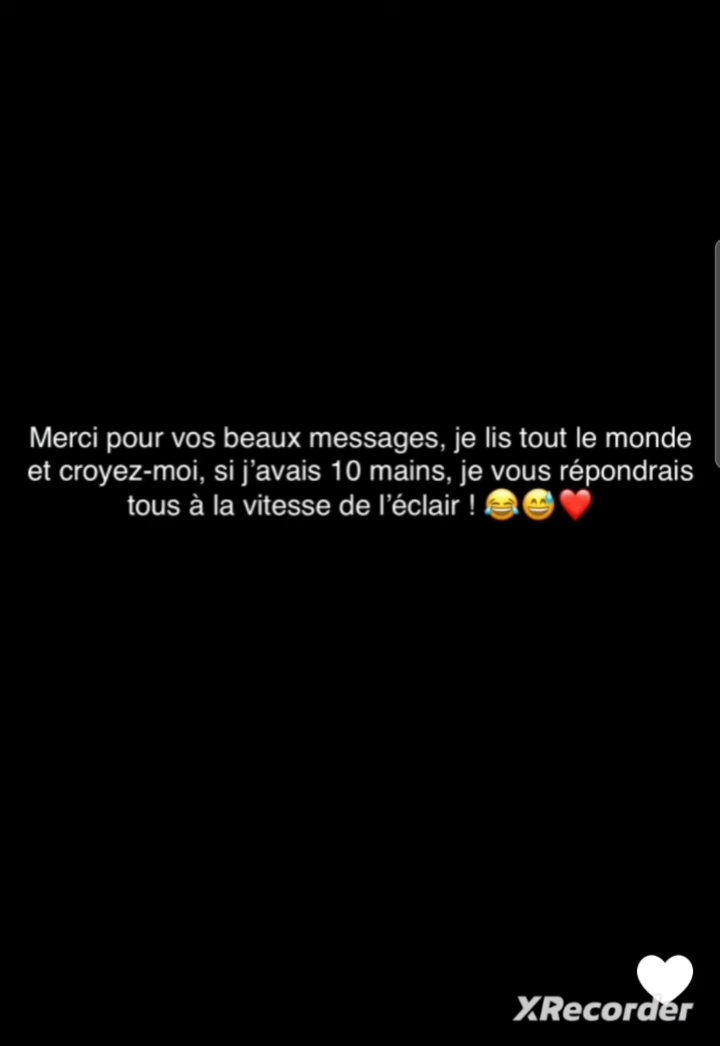 Merci pour vos beaux messages, je lis tout le monde
et croyez-moi, si j’avais 10 mains, je vous répondrais
tous à la vitesse de l’éclair ! 😂😅❤️
XRecorder